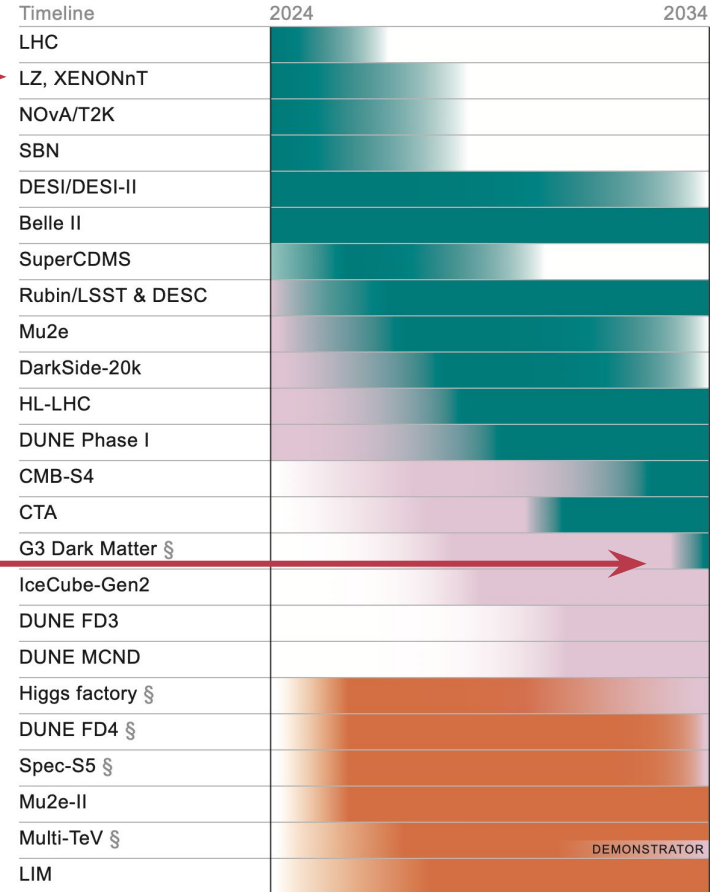 Timeline 2024 2034
LHC
LZ, XENONnT
NOvA/T2K
SBN
DESI/DESI-II
Belle II
SuperCDMS
Rubin/LSST & DESC
Mu2e
DarkSide-20k
HL-LHC
DUNE Phase I
CMB-S4
CTA
G3 Dark Matter §
IceCube-Gen2
DUNE FD3
DUNE MCND
Higgs factory §
DUNE FD4 §
Spec-S5 §
Mu2e-II
Multi-TeV § DEMONSTRATOR
LIM